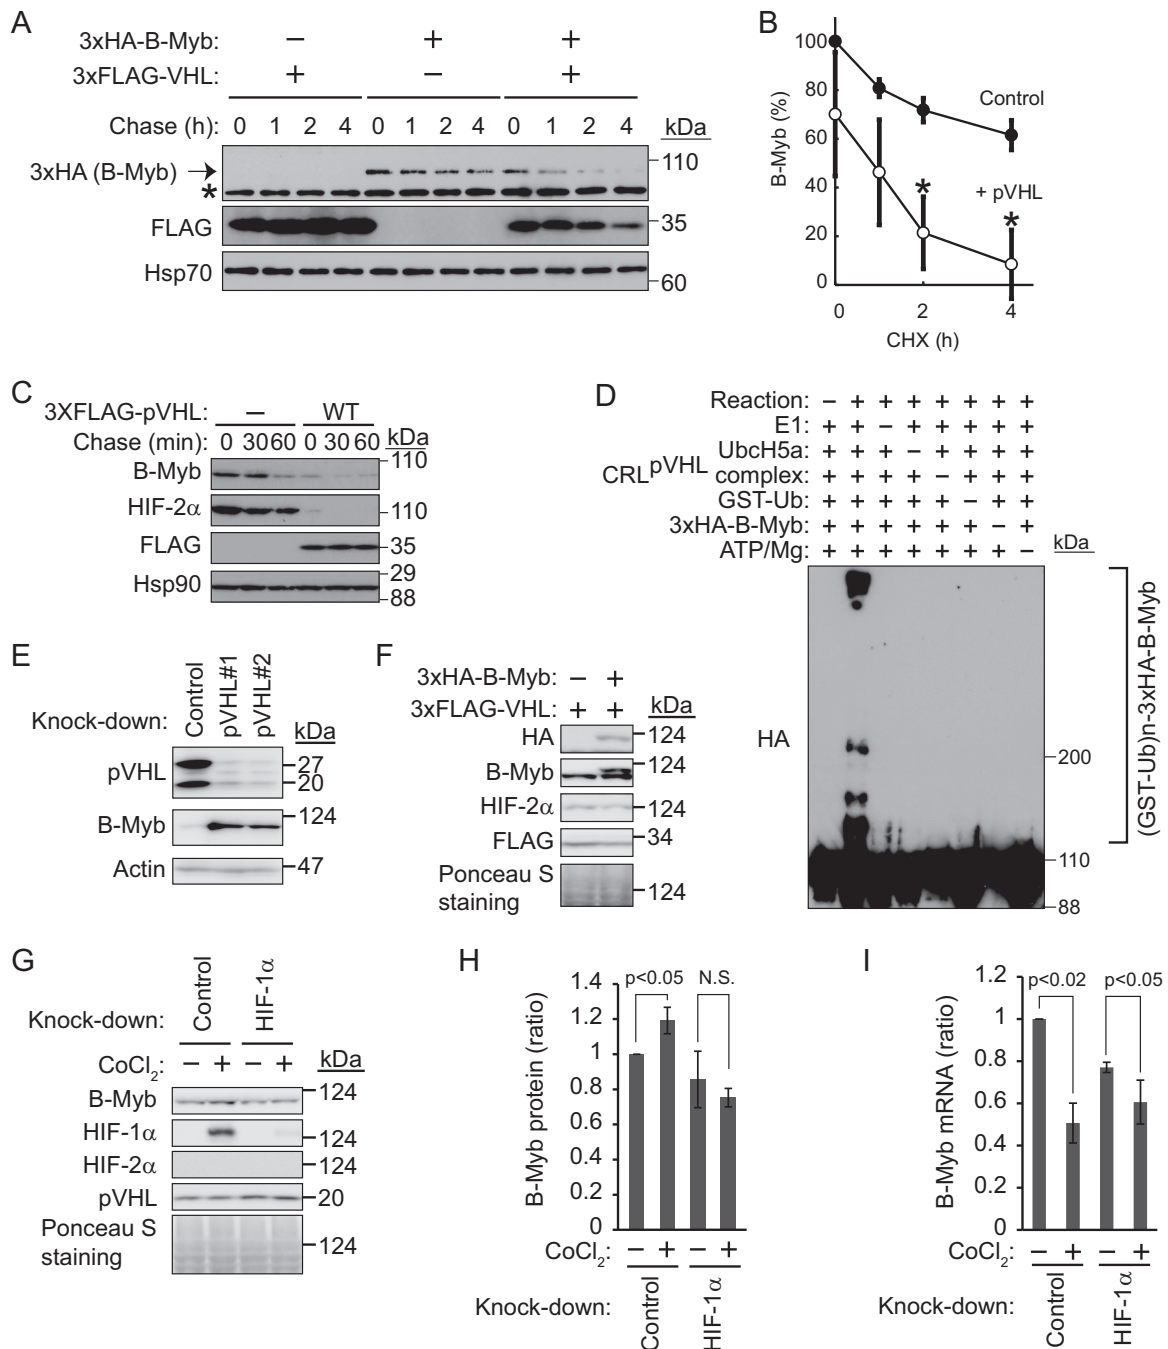 A
3xHA-B-Myb: − + +
3xFLAG-VHL: + − +
Chase (h): 0 1 2 4 0 1 2 4 0 1 2 4 kDa
3xHA (B-Myb) → 110
*
FLAG 35
Hsp70 60
B
B-Myb (%)
100
80
60
40
20
0
Control
+ pVHL
*
*
0 2 4
CHX (h)
C
3XFLAG-pVHL: − WT
Chase (min): 0 30 60 0 30 60 kDa
B-Myb 110
HIF-2α 110
FLAG 35
Hsp90 29
88
D
Reaction: − + + + + + + +
E1: + + − + + + + +
UbcH5a: + + + − + + + +
CRLpVHL complex: + + + + − + + +
GST-Ub: + + + + + − + +
3xHA-B-Myb: + + + + + + − +
ATP/Mg: + + + + + + + −
kDa
HA
200
110
88
(GST-Ub)n-3xHA-B-Myb
E
Knock-down: Control pVHL#1 pVHL#2 kDa
pVHL 27
20
B-Myb 124
Actin 47
F
3xHA-B-Myb: − +
3xFLAG-VHL: + + kDa
HA 124
B-Myb 124
HIF-2α 124
FLAG 34
Ponceau S
staining 124
G
Knock-down: Control HIF-1α
CoCl2: − + − + kDa
B-Myb 124
HIF-1α 124
HIF-2α 124
pVHL 20
Ponceau S
staining 124
H
B-Myb protein (ratio)
1.4
1.2
1
0.8
0.6
0.4
0.2
0
p<0.05 N.S.
CoCl2: − + − +
Knock-down: Control HIF-1α
I
B-Myb mRNA (ratio)
1.2
1
0.8
0.6
0.4
0.2
0
p<0.02 p<0.05
CoCl2: − + − +
Knock-down: Control HIF-1α